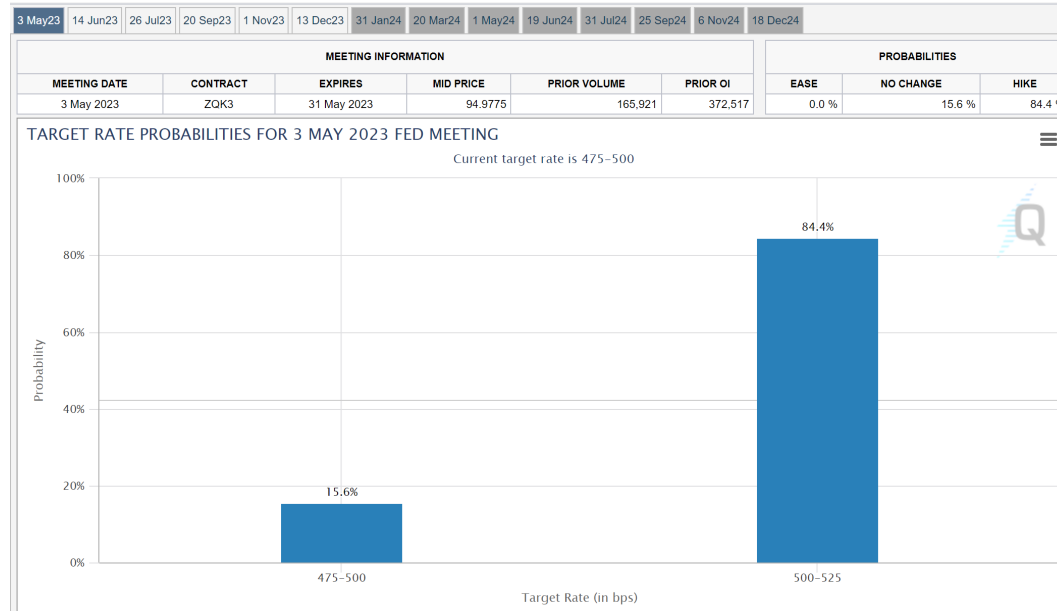 3 May23 14 Jun23 26 Jul23 20 Sep23 1 Nov23 13 Dec23 31 Jan24 20 Mar24 1 May24 19 Jun24 31 Jul24 25 Sep24 6 Nov24 18 Dec24
MEETING INFORMATION PROBABILITIES
MEETING DATE CONTRACT EXPIRES MID PRICE PRIOR VOLUME PRIOR OI EASE NO CHANGE HIKE
3 May 2023 ZQK3 31 May 2023 94.9775 165,921 372,517 0.0 % 15.6 % 84.4 %
TARGET RATE PROBABILITIES FOR 3 MAY 2023 FED MEETING
Current target rate is 475–500
100%
Q
84.4%
80%
60%
Probability
40%
20%
15.6%
0%
475–500 500–525
Target Rate (in bps)